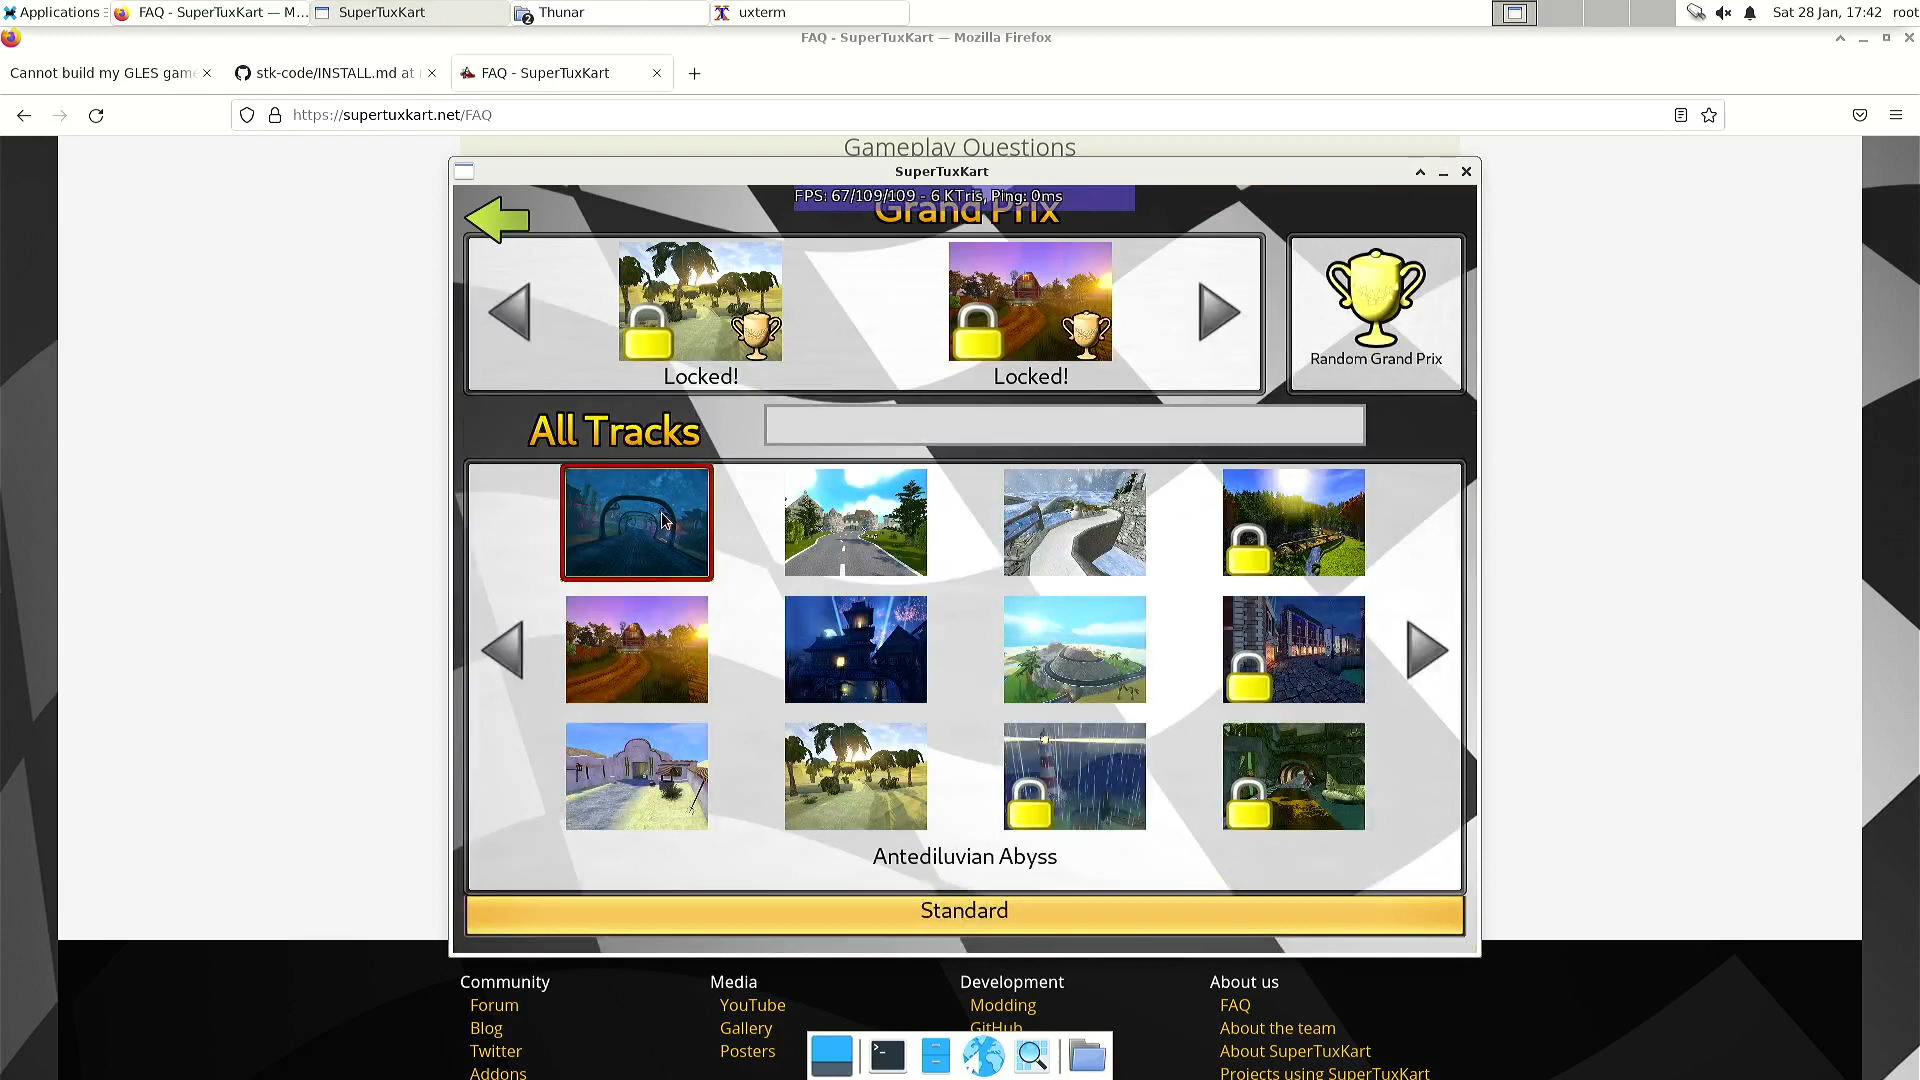 Applications
FAQ - SuperTuxKart — M...
SuperTuxKart
2
Thunar
uxterm
Sat 28 Jan, 17:42
root
FAQ - SuperTuxKart — Mozilla Firefox
Cannot build my GLES game
stk-code/INSTALL.md at
FAQ - SuperTuxKart
https://supertuxkart.net/FAQ
Gameplay Questions
SuperTuxKart
FPS: 67/109/109 - 6 KTris, Ping: 0ms
Grand Prix
Locked!
Locked!
Random Grand Prix
All Tracks
Antediluvian Abyss
Standard
Community
Media
Development
About us
Forum
YouTube
Modding
FAQ
Blog
Gallery
GitHub
About the team
Twitter
Posters
About SuperTuxKart
Addons
Projects using SuperTuxKart